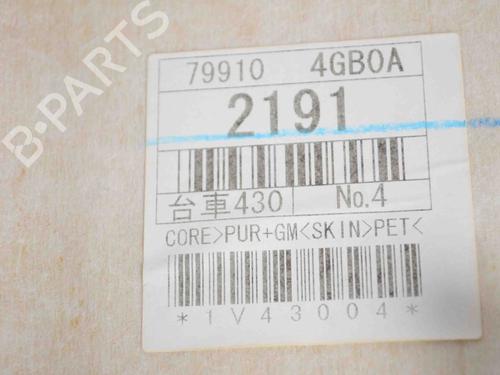 B-PARTS
79910 4GB0A
2191
台車430 No.4
CORE>PUR+GM<SKIN>PET<
*1V43004*